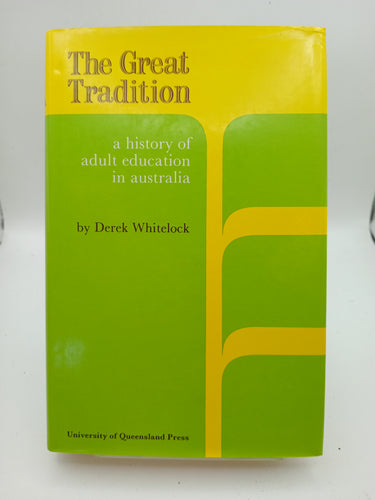 The Great
Tradition
a history of
adult education
in australia
by Derek Whitelock
University of Queensland Press